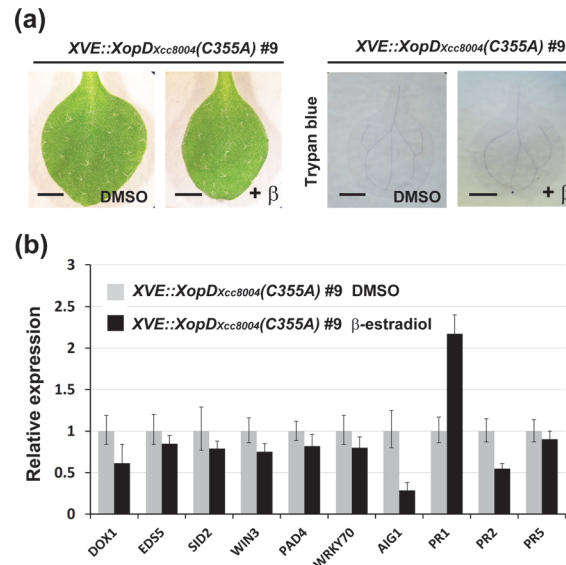 (a)
XVE::XopDXcc8004(C355A) #9
XVE::XopDXcc8004(C355A) #9
DMSO
+ β
Trypan blue
DMSO
+ β
(b)
Relative expression
3
2.5
2
1.5
1
0.5
0
XVE::XopDXcc8004(C355A) #9 DMSO
XVE::XopDXcc8004(C355A) #9 β-estradiol
DOX1
EDS5
SID2
WIN3
PAD4
WRKY70
AIG1
PR1
PR2
PR5